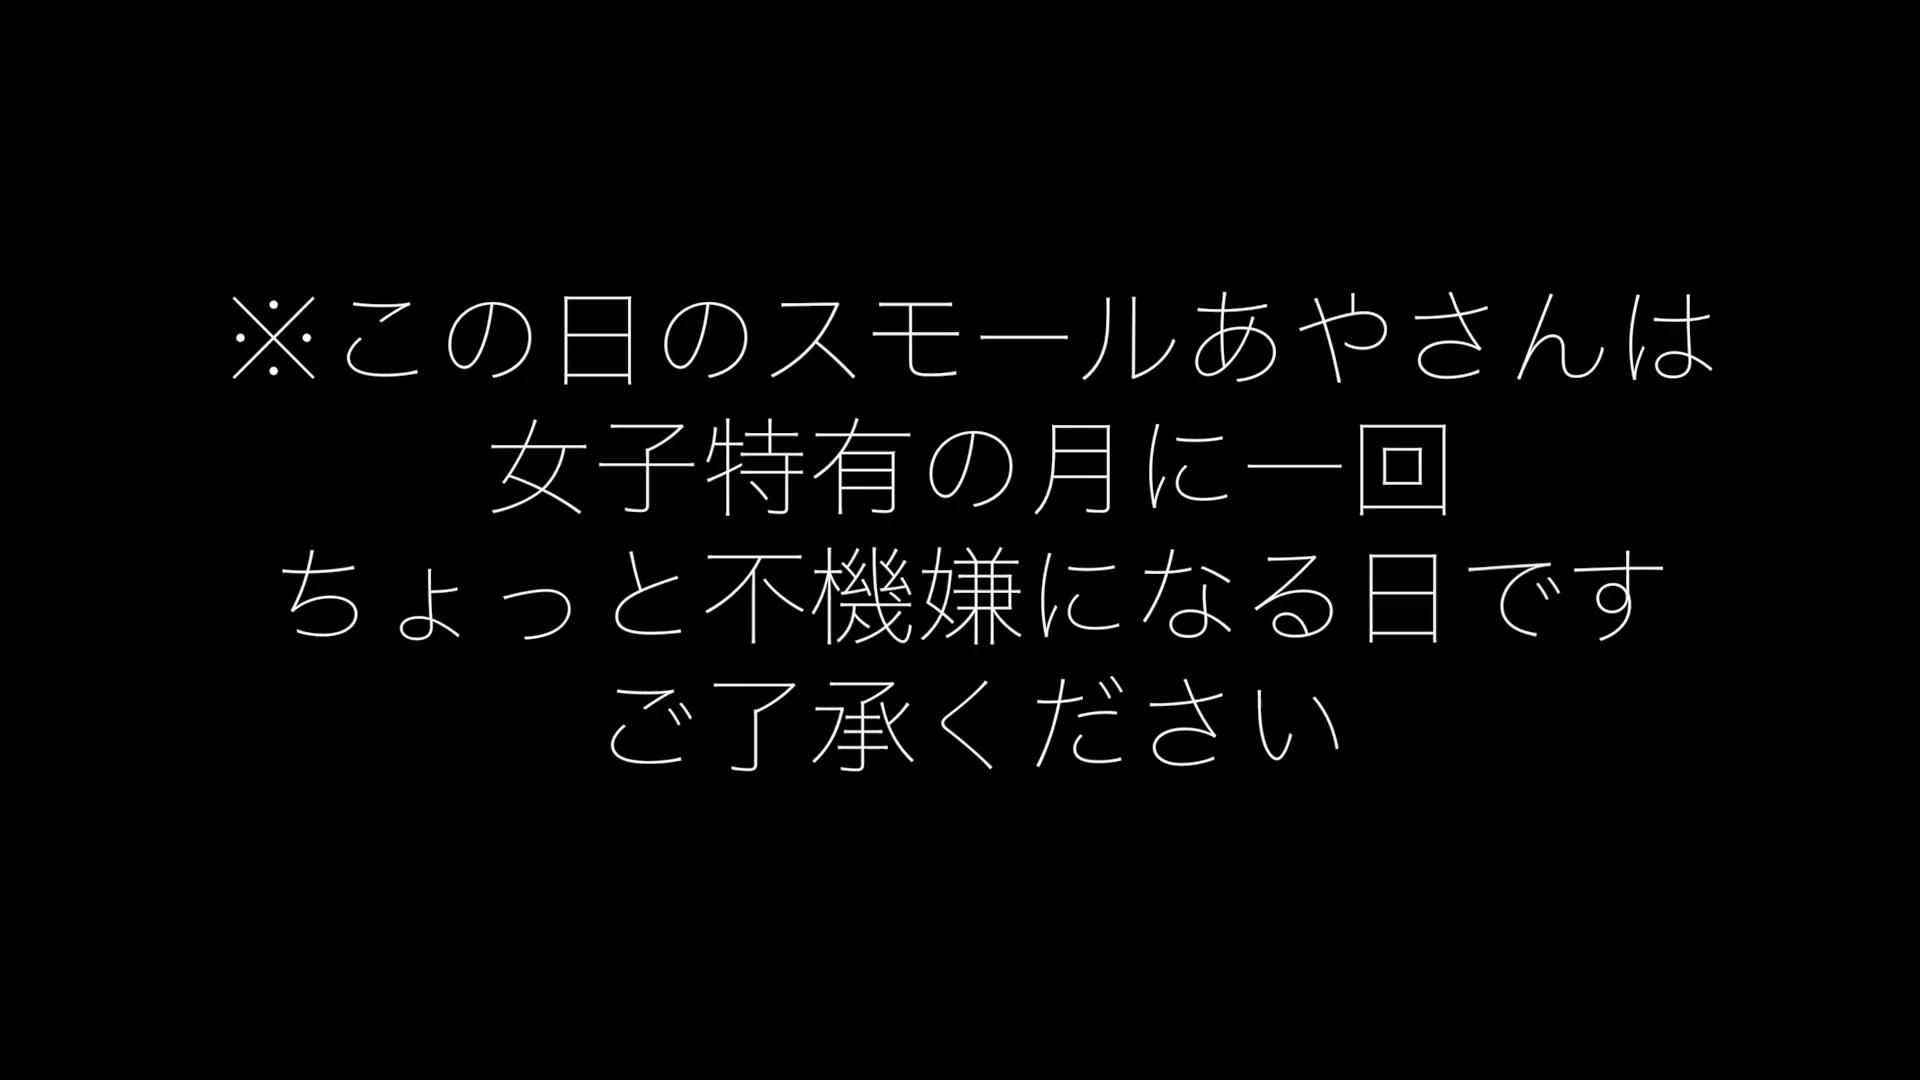 ※この日のスモールあやさんは
女子特有の月に一回
ちょっと不機嫌になる日です
ご了承ください